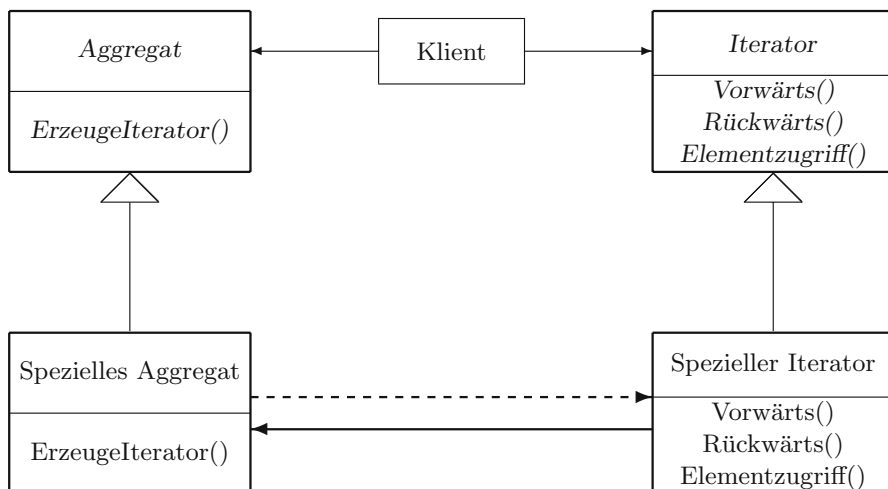 Aggregat
ErzeugeIterator()
Klient
Iterator
Vorwärts()
Rückwärts()
Elementzugriff()
Spezielles Aggregat
ErzeugeIterator()
Spezieller Iterator
Vorwärts()
Rückwärts()
Elementzugriff()